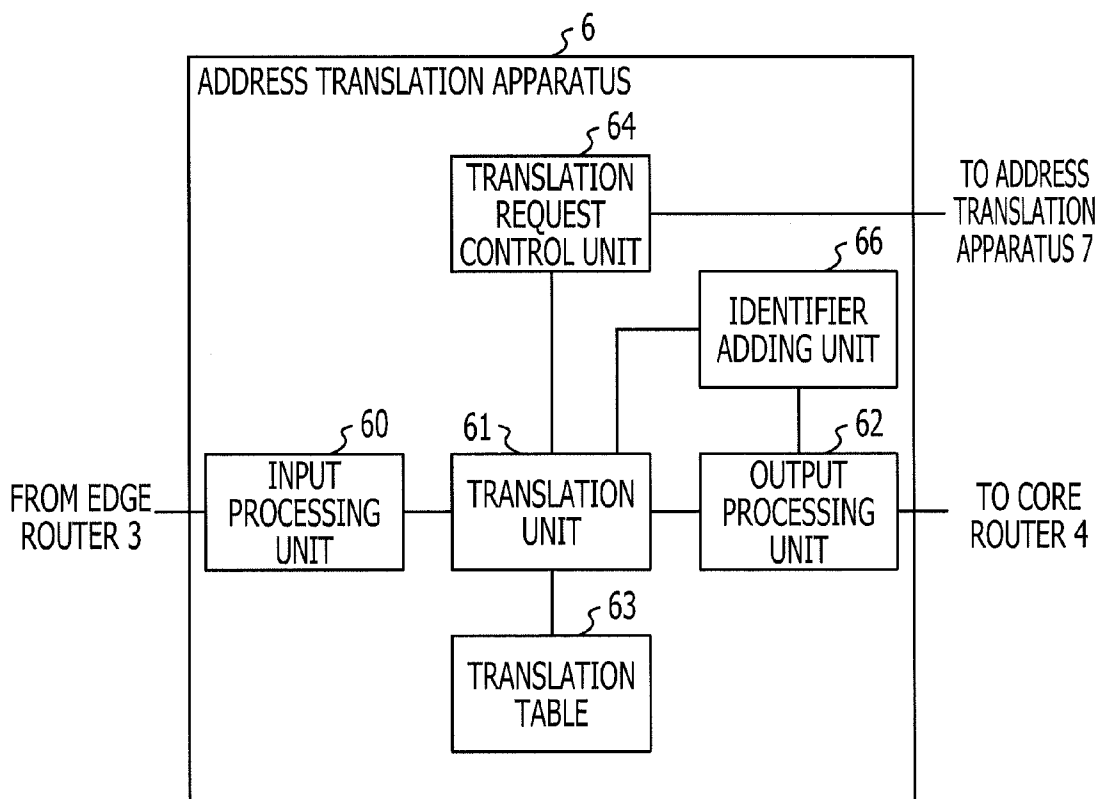 6
ADDRESS TRANSLATION APPARATUS
64
TRANSLATION
REQUEST
CONTROL UNIT
TO ADDRESS
TRANSLATION
APPARATUS 7
66
IDENTIFIER
ADDING UNIT
60
INPUT
PROCESSING
UNIT
61
TRANSLATION
UNIT
62
OUTPUT
PROCESSING
UNIT
FROM EDGE
ROUTER 3
TO CORE
ROUTER 4
63
TRANSLATION
TABLE